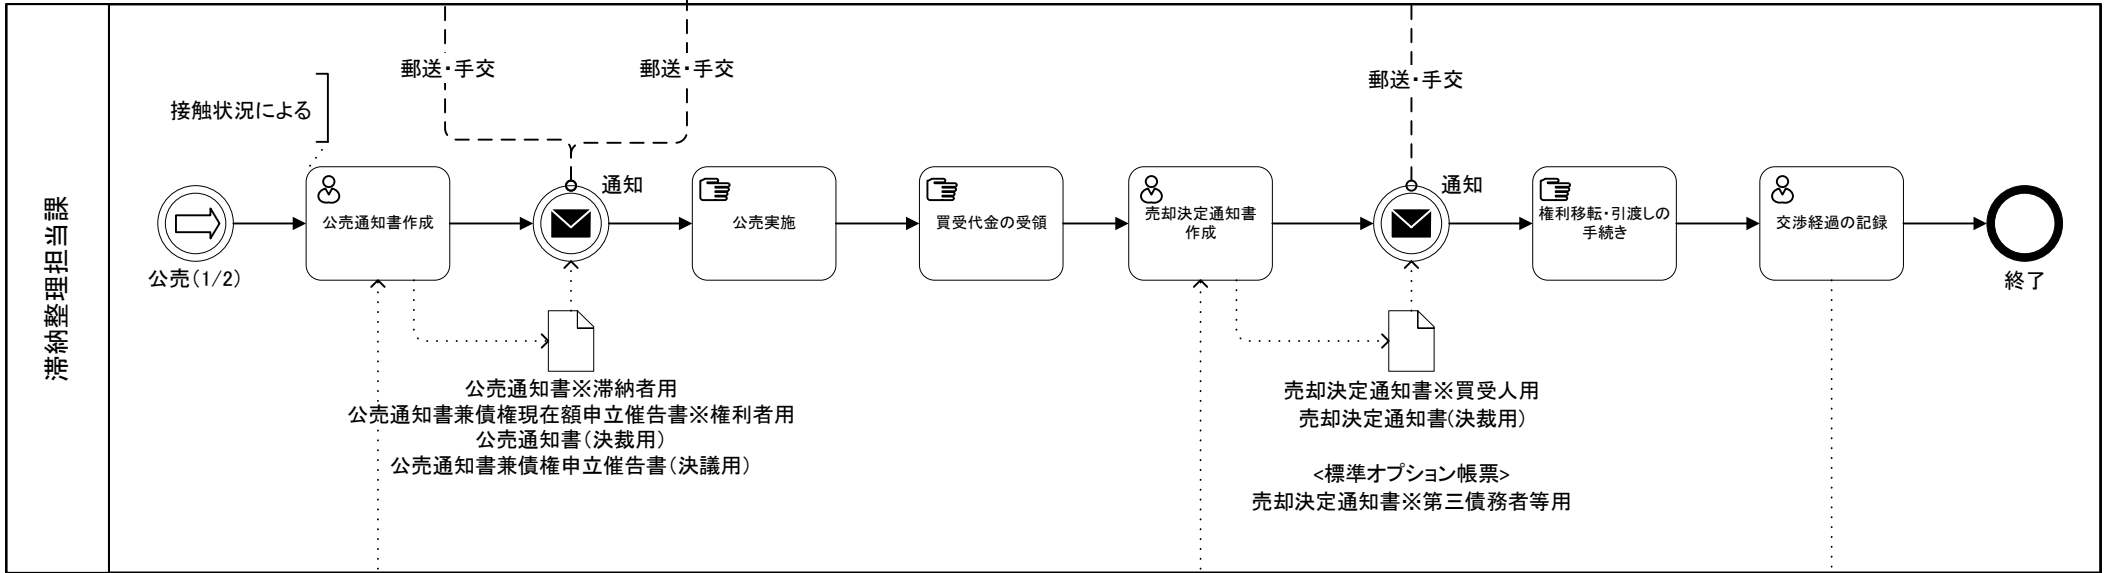 滞納整理担当課
郵送・手交
郵送・手交
郵送・手交
接触状況による
公売(1/2)
公売通知書作成
通知
公売実施
買受代金の受領
売却決定通知書
作成
通知
権利移転・引渡しの
手続き
交渉経過の記録
終了
公売通知書※滞納者用
公売通知書兼債権現在額申立催告書※権利者用
公売通知書(決裁用)
公売通知書兼債権申立催告書(決議用)
売却決定通知書※買受人用
売却決定通知書(決裁用)
<標準オプション帳票>
売却決定通知書※第三債務者等用